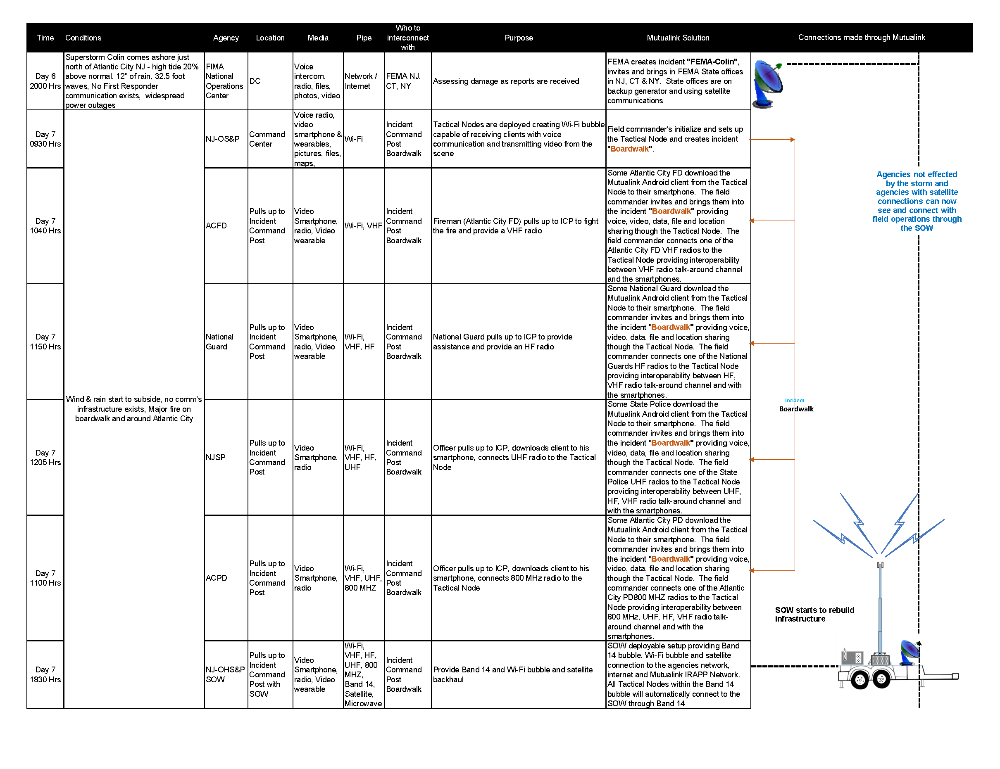 Time
Conditions
Agency
Location
Media
Pipe
Who to
interconnect
with
Purpose
Mutualink Solution
Connections made through Mutualink
Day 6
2000 Hrs
Superstorm Colin comes ashore just
north of Atlantic City NJ - high tide 20%
above normal, 12" of rain, 32.5 foot
waves, No First Responder
communication exists,  widespread
power outages
FIMA
National
Operations
Center
DC
Voice
intercom,
radio, files,
photos, video
Network /
Internet
FEMA NJ,
CT, NY
Assessing damage as reports are received
FEMA creates incident "FEMA-Colin",
invites and brings in FEMA State offices
in NJ, CT & NY.  State offices are on
backup generator and using satellite
communications
Day 7
0930 Hrs
Wind & rain start to subside, no comm's
infrastructure exists, Major fire on
boardwalk and around Atlantic City
NJ-OS&P
Command
Center
Voice radio,
video
smartphone &
wearables,
pictures, files,
maps,
Wi-Fi
Incident
Command
Post
Boardwalk
Tactical Nodes are deployed creating Wi-Fi bubble
capable of receiving clients with voice
communication and transmitting video from the
scene
Field commander's initialize and sets up
the Tactical Node and creates incident
"Boardwalk".
Day 7
1040 Hrs
ACFD
Pulls up to
Incident
Command
Post
Video
Smartphone,
radio, Video
wearable
Wi-Fi, VHF
Incident
Command
Post
Boardwalk
Fireman (Atlantic City FD) pulls up to ICP to fight
the fire and provide a VHF radio
Some Atlantic City FD download the
Mutualink Android client from the Tactical
Node to their smartphone.  The field
commander invites and brings them into
the incident "Boardwalk" providing
voice, video, data, file and location
sharing though the Tactical Node.  The
field commander connects one of the
Atlantic City FD VHF radios to the
Tactical Node providing interoperability
between VHF radio talk-around channel
and the smartphones.
Agencies not effected
by the storm and
agencies with satellite
connections can now
see and connect with
field operations through
the SOW
Day 7
1150 Hrs
National
Guard
Pulls up to
Incident
Command
Post
Video
Smartphone,
radio, Video
wearable
Wi-Fi,
VHF, HF
Incident
Command
Post
Boardwalk
National Guard pulls up to ICP to provide
assistance and provide an HF radio
Some National Guard download the
Mutualink Android client from the Tactical
Node to their smartphone.  The field
commander invites and brings them into
the incident "Boardwalk" providing voice,
video, data, file and location sharing
though the Tactical Node.  The field
commander connects one of the National
Guards HF radios to the Tactical Node
providing interoperability between HF,
VHF radio talk-around channel and with
the smartphones.
Incident
Boardwalk
Day 7
1205 Hrs
NJSP
Pulls up to
Incident
Command
Post
Video
Smartphone,
radio
Wi-Fi,
VHF, HF,
UHF
Incident
Command
Post
Boardwalk
Officer pulls up to ICP, downloads client to his
smartphone, connects UHF radio to the Tactical
Node
Some State Police download the
Mutualink Android client from the Tactical
Node to their smartphone.  The field
commander invites and brings them into
the incident "Boardwalk" providing voice,
video, data, file and location sharing
though the Tactical Node.  The field
commander connects one of the State
Police UHF radios to the Tactical Node
providing interoperability between UHF,
HF, VHF radio talk-around channel and
with the smartphones.
Day 7
1100 Hrs
ACPD
Pulls up to
Incident
Command
Post
Video
Smartphone,
radio
Wi-Fi,
VHF, UHF,
800 MHZ
Incident
Command
Post
Boardwalk
Officer pulls up to ICP, downloads client to his
smartphone, connects 800 MHz radio to the
Tactical Node
Some Atlantic City PD download the
Mutualink Android client from the Tactical
Node to their smartphone.  The field
commander invites and brings them into
the incident "Boardwalk" providing voice,
video, data, file and location sharing
though the Tactical Node.  The field
commander connects one of the Atlantic
City PD800 MHZ radios to the Tactical
Node providing interoperability between
800 MHz, UHF, HF, VHF radio talk-
around channel and with the
smartphones.
SOW starts to rebuild
infrastructure
Day 7
1830 Hrs
NJ-OHS&P
SOW
Pulls up to
Incident
Command
Post with
SOW
Video
Smartphone,
radio, Video
wearable
Wi-Fi,
VHF, HF,
UHF, 800
MHZ,
Band 14,
Satellite,
Microwave
Incident
Command
Post
Boardwalk
Provide Band 14 and Wi-Fi bubble and satellite
backhaul
SOW deployable setup providing Band
14 bubble, Wi-Fi bubble and satellite
connection to the agencies network,
internet and Mutualink IRAPP Network.
All Tactical Nodes within the Band 14
bubble will automatically connect to the
SOW through Band 14